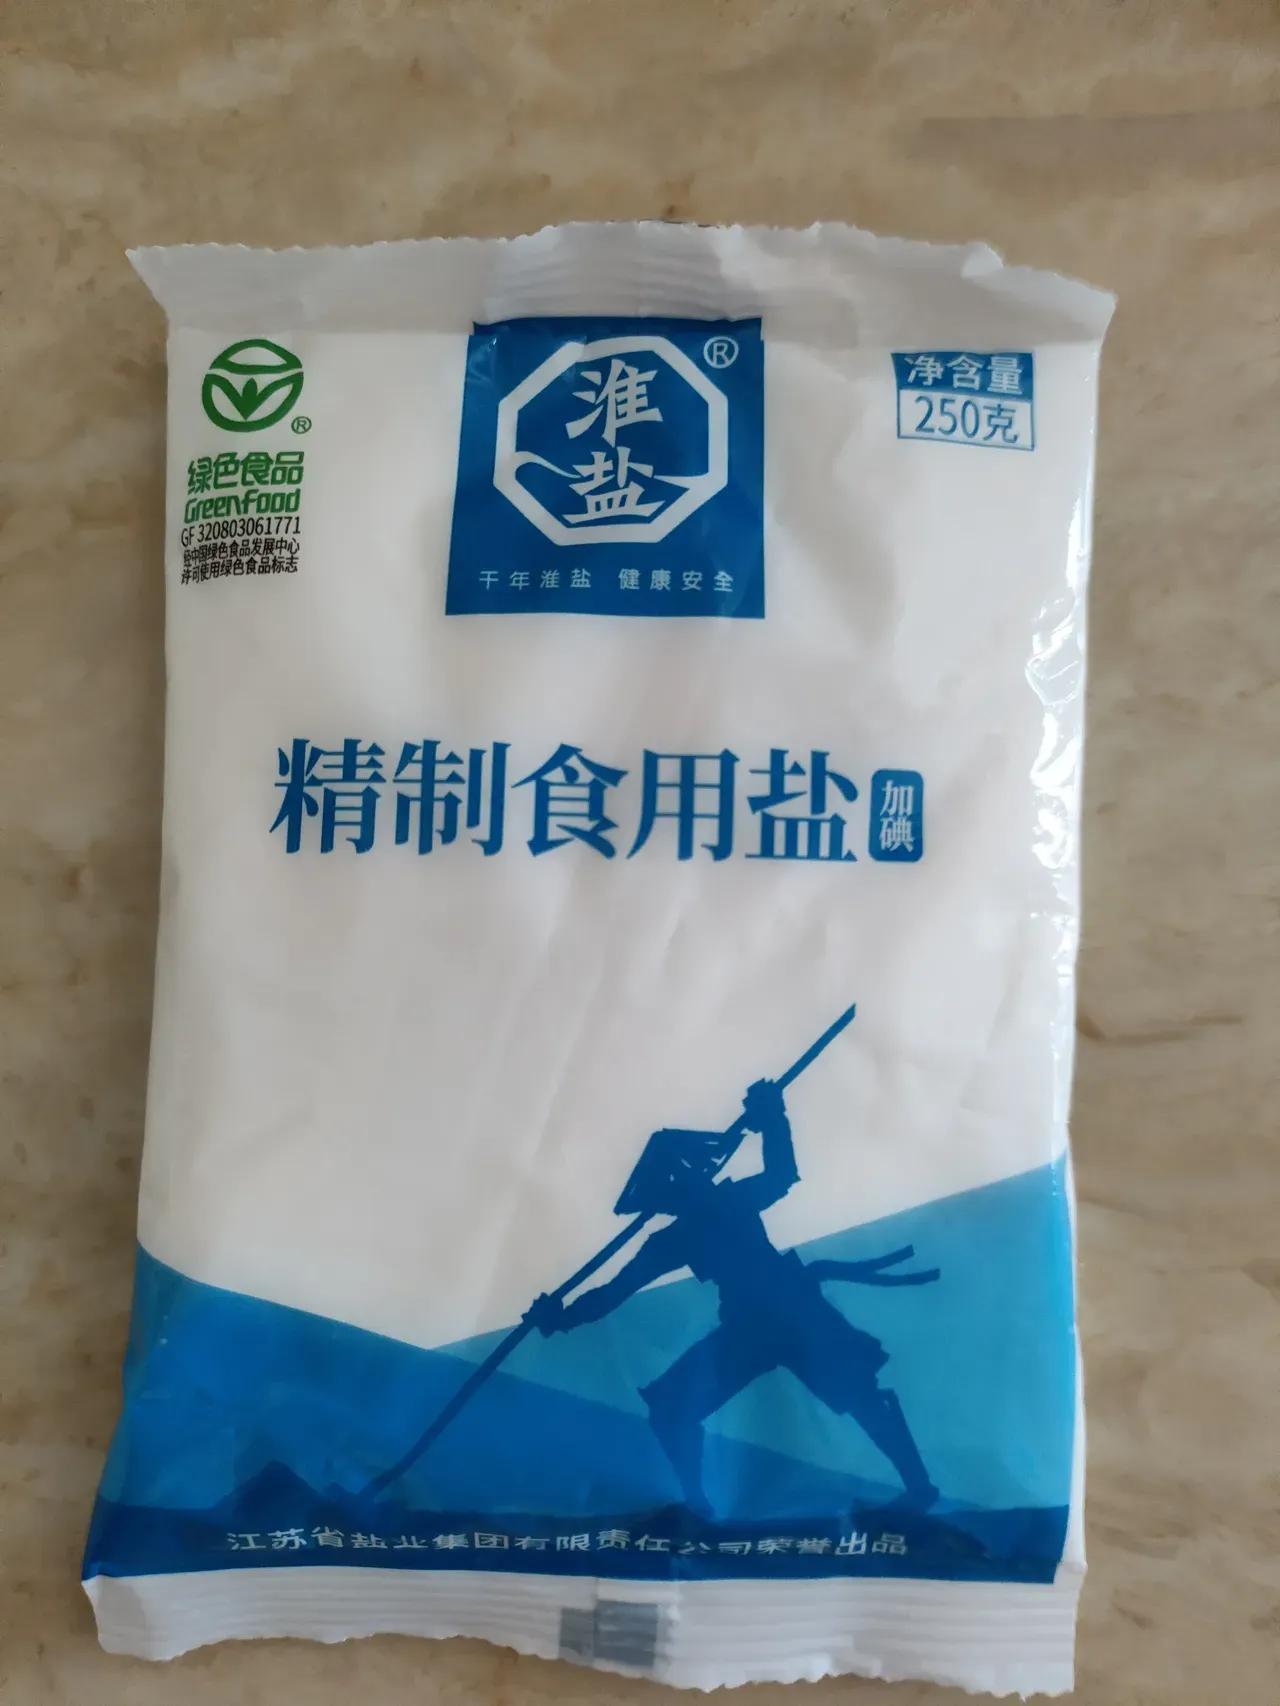 绿色食品
Greenfood
GF 320803061771
经中国绿色食品发展中心
许可使用绿色食品标志
淮盐
®
千年淮盐 健康安全
净含量
250克
精制食用盐
加碘
江苏省盐业集团有限责任公司荣誉出品